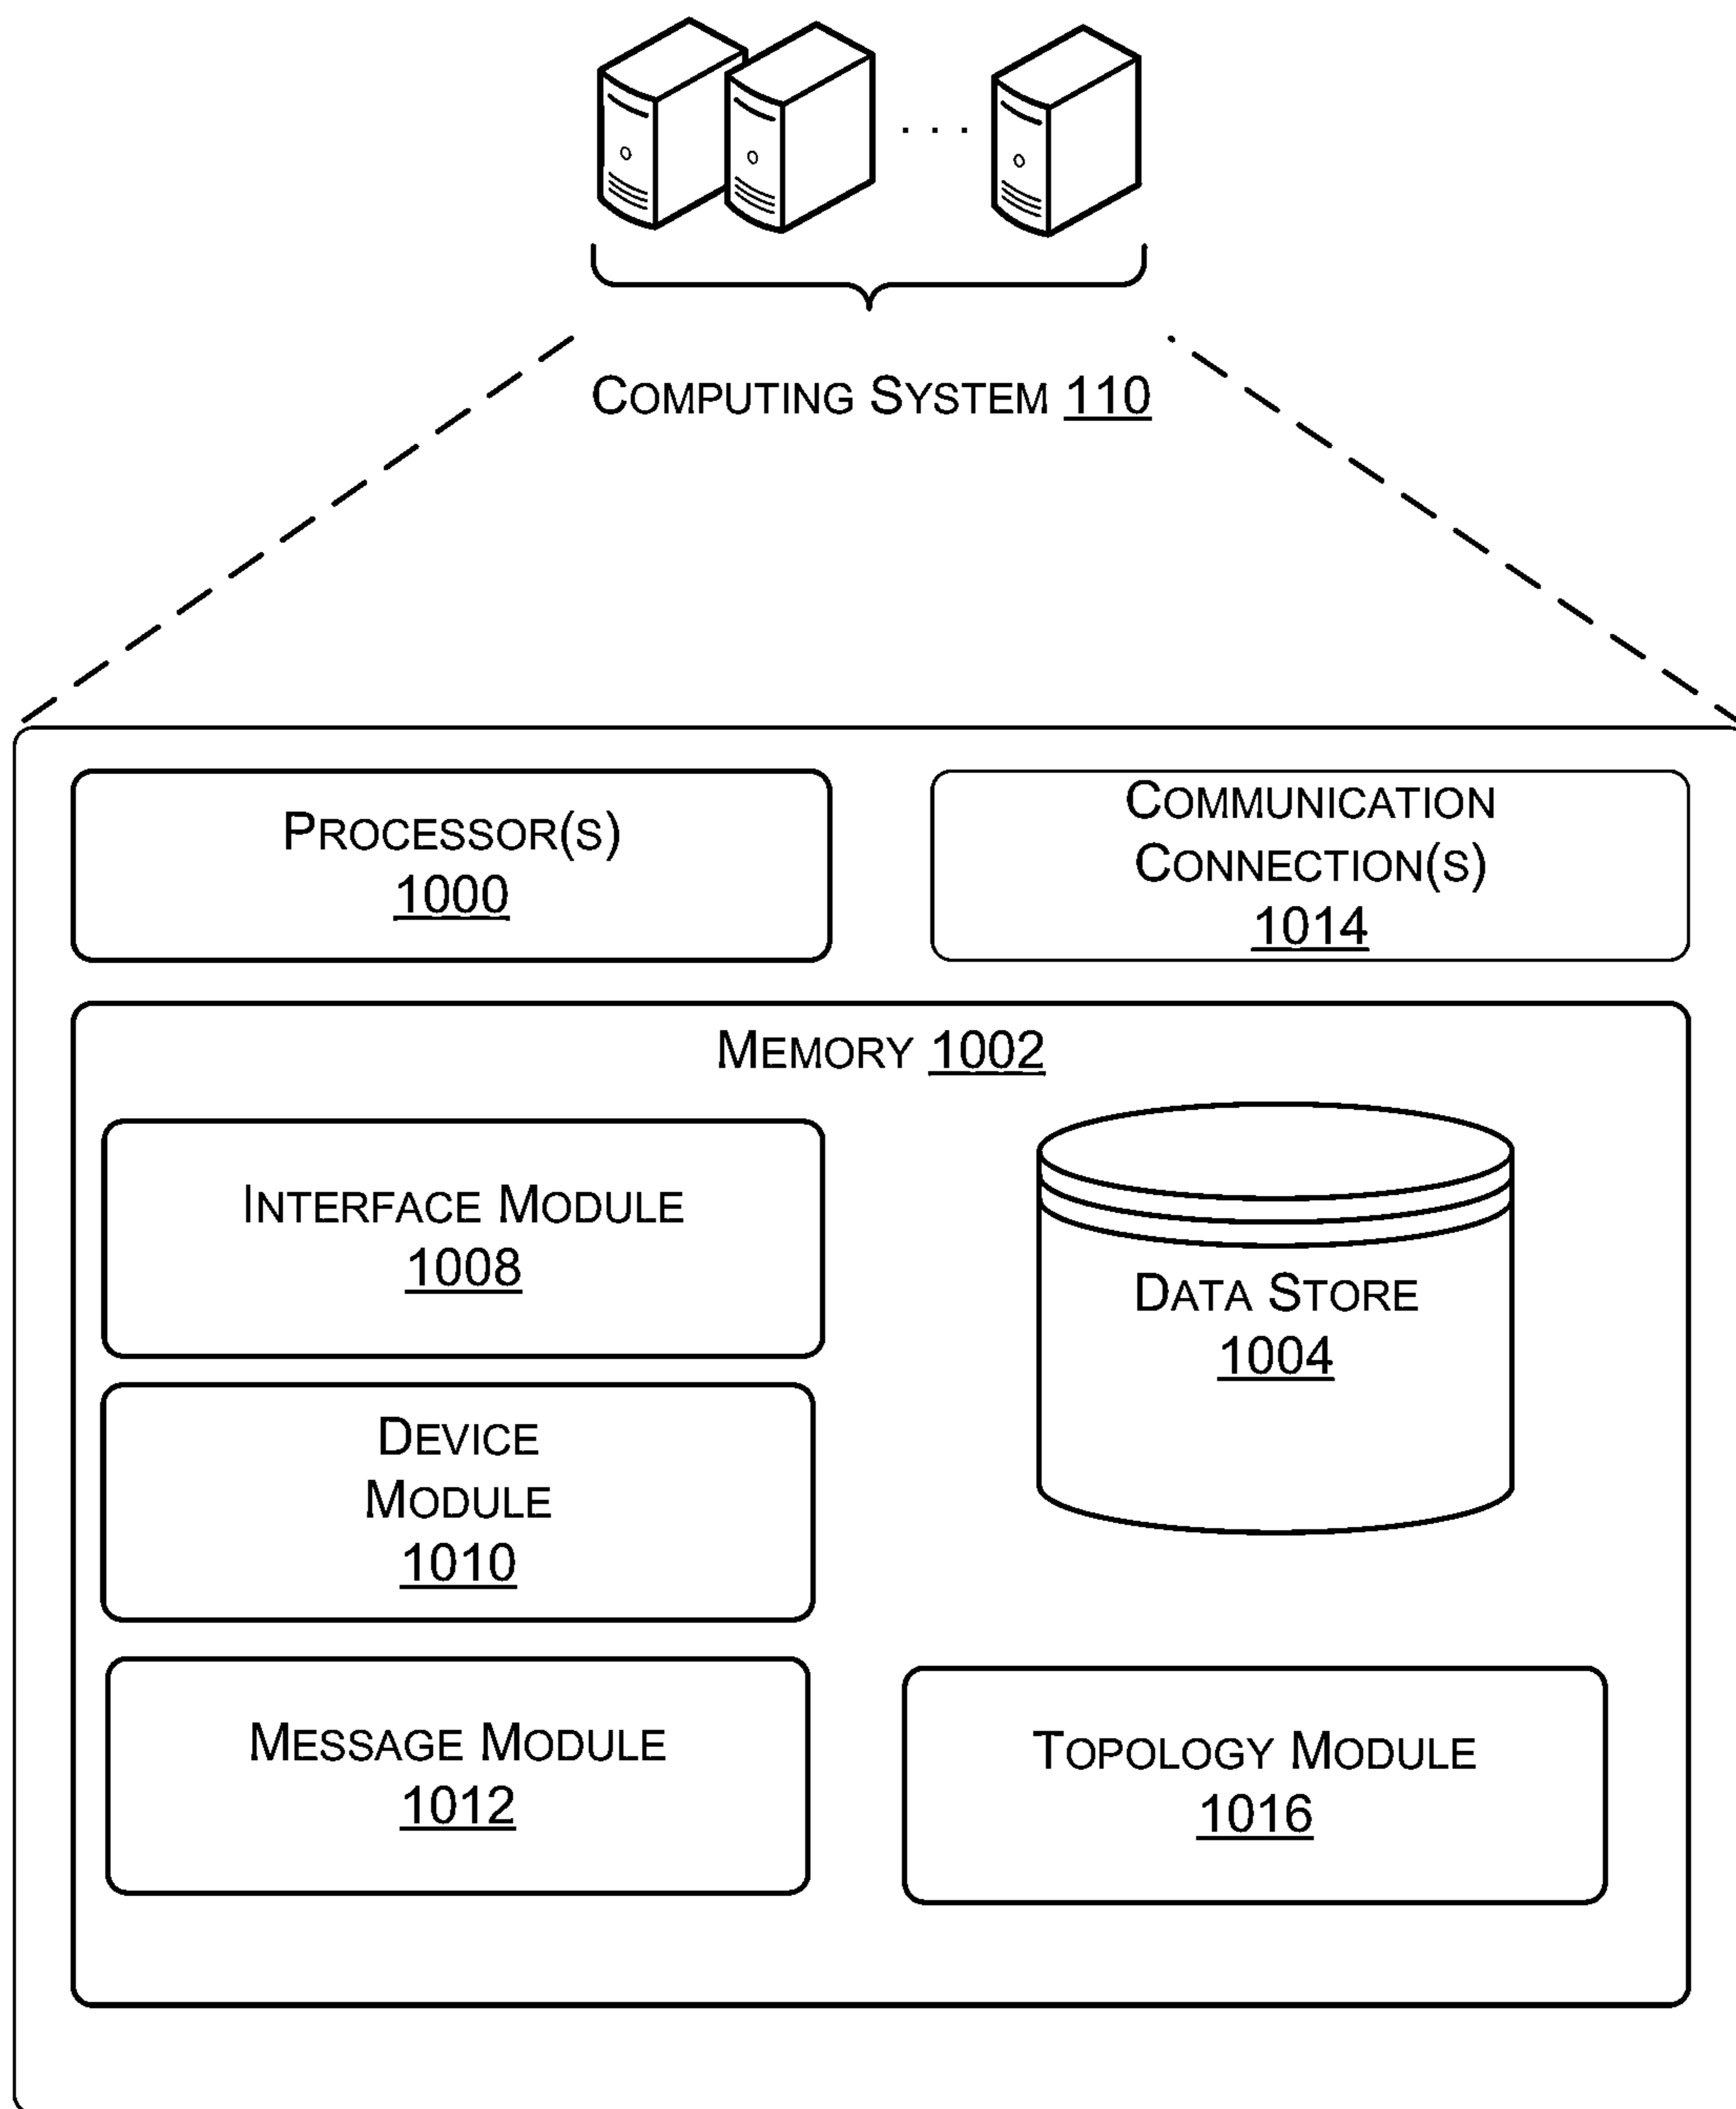 . . .
COMPUTING SYSTEM 110
PROCESSOR(S)
1000
COMMUNICATION
CONNECTION(S)
1014
MEMORY 1002
INTERFACE MODULE
1008
DATA STORE
1004
DEVICE
MODULE
1010
MESSAGE MODULE
1012
TOPOLOGY MODULE
1016